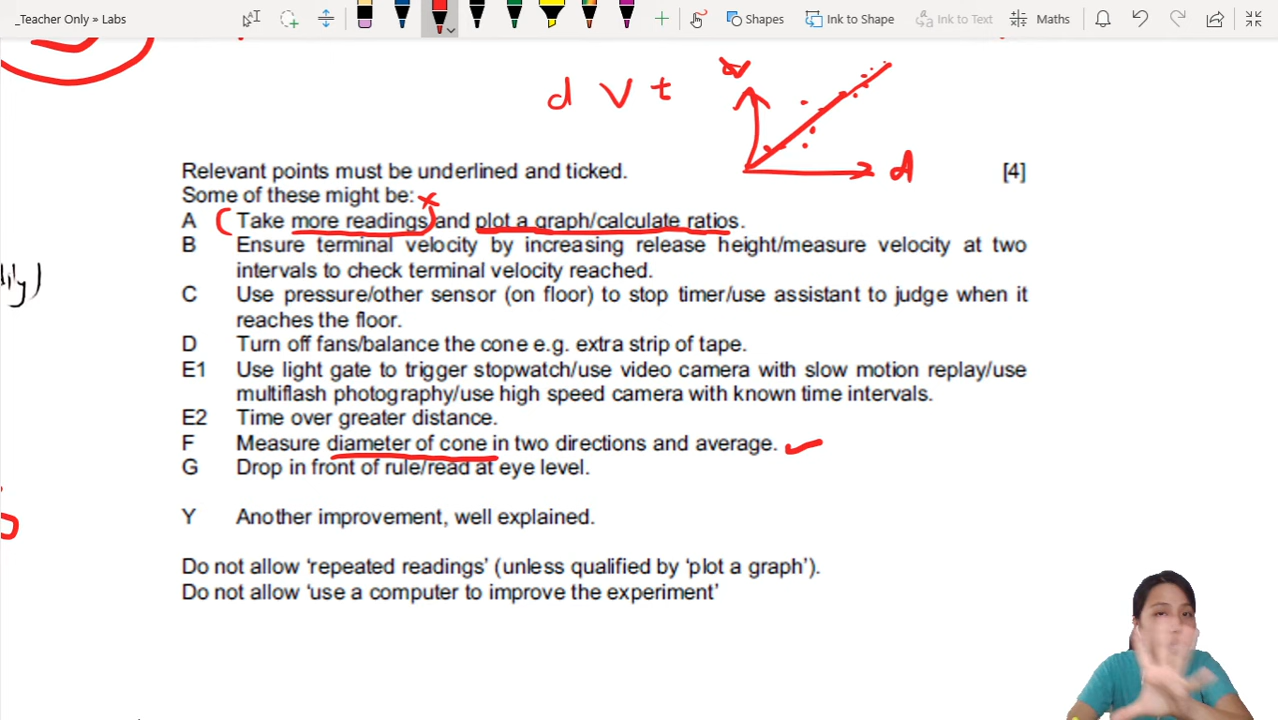 _Teacher Only » Labs
Shapes
Ink to Shape
Ink to Text
Maths
d v t
v
d
Relevant points must be underlined and ticked. [4]
Some of these might be:
A (Take more readings) and plot a graph/calculate ratios.
B Ensure terminal velocity by increasing release height/measure velocity at two
intervals to check terminal velocity reached.
C Use pressure/other sensor (on floor) to stop timer/use assistant to judge when it
reaches the floor.
D Turn off fans/balance the cone e.g. extra strip of tape.
E1 Use light gate to trigger stopwatch/use video camera with slow motion replay/use
multiflash photography/use high speed camera with known time intervals.
E2 Time over greater distance.
F Measure diameter of cone in two directions and average.
G Drop in front of rule/read at eye level.
Y Another improvement, well explained.
Do not allow ‘repeated readings’ (unless qualified by ‘plot a graph’).
Do not allow ‘use a computer to improve the experiment’